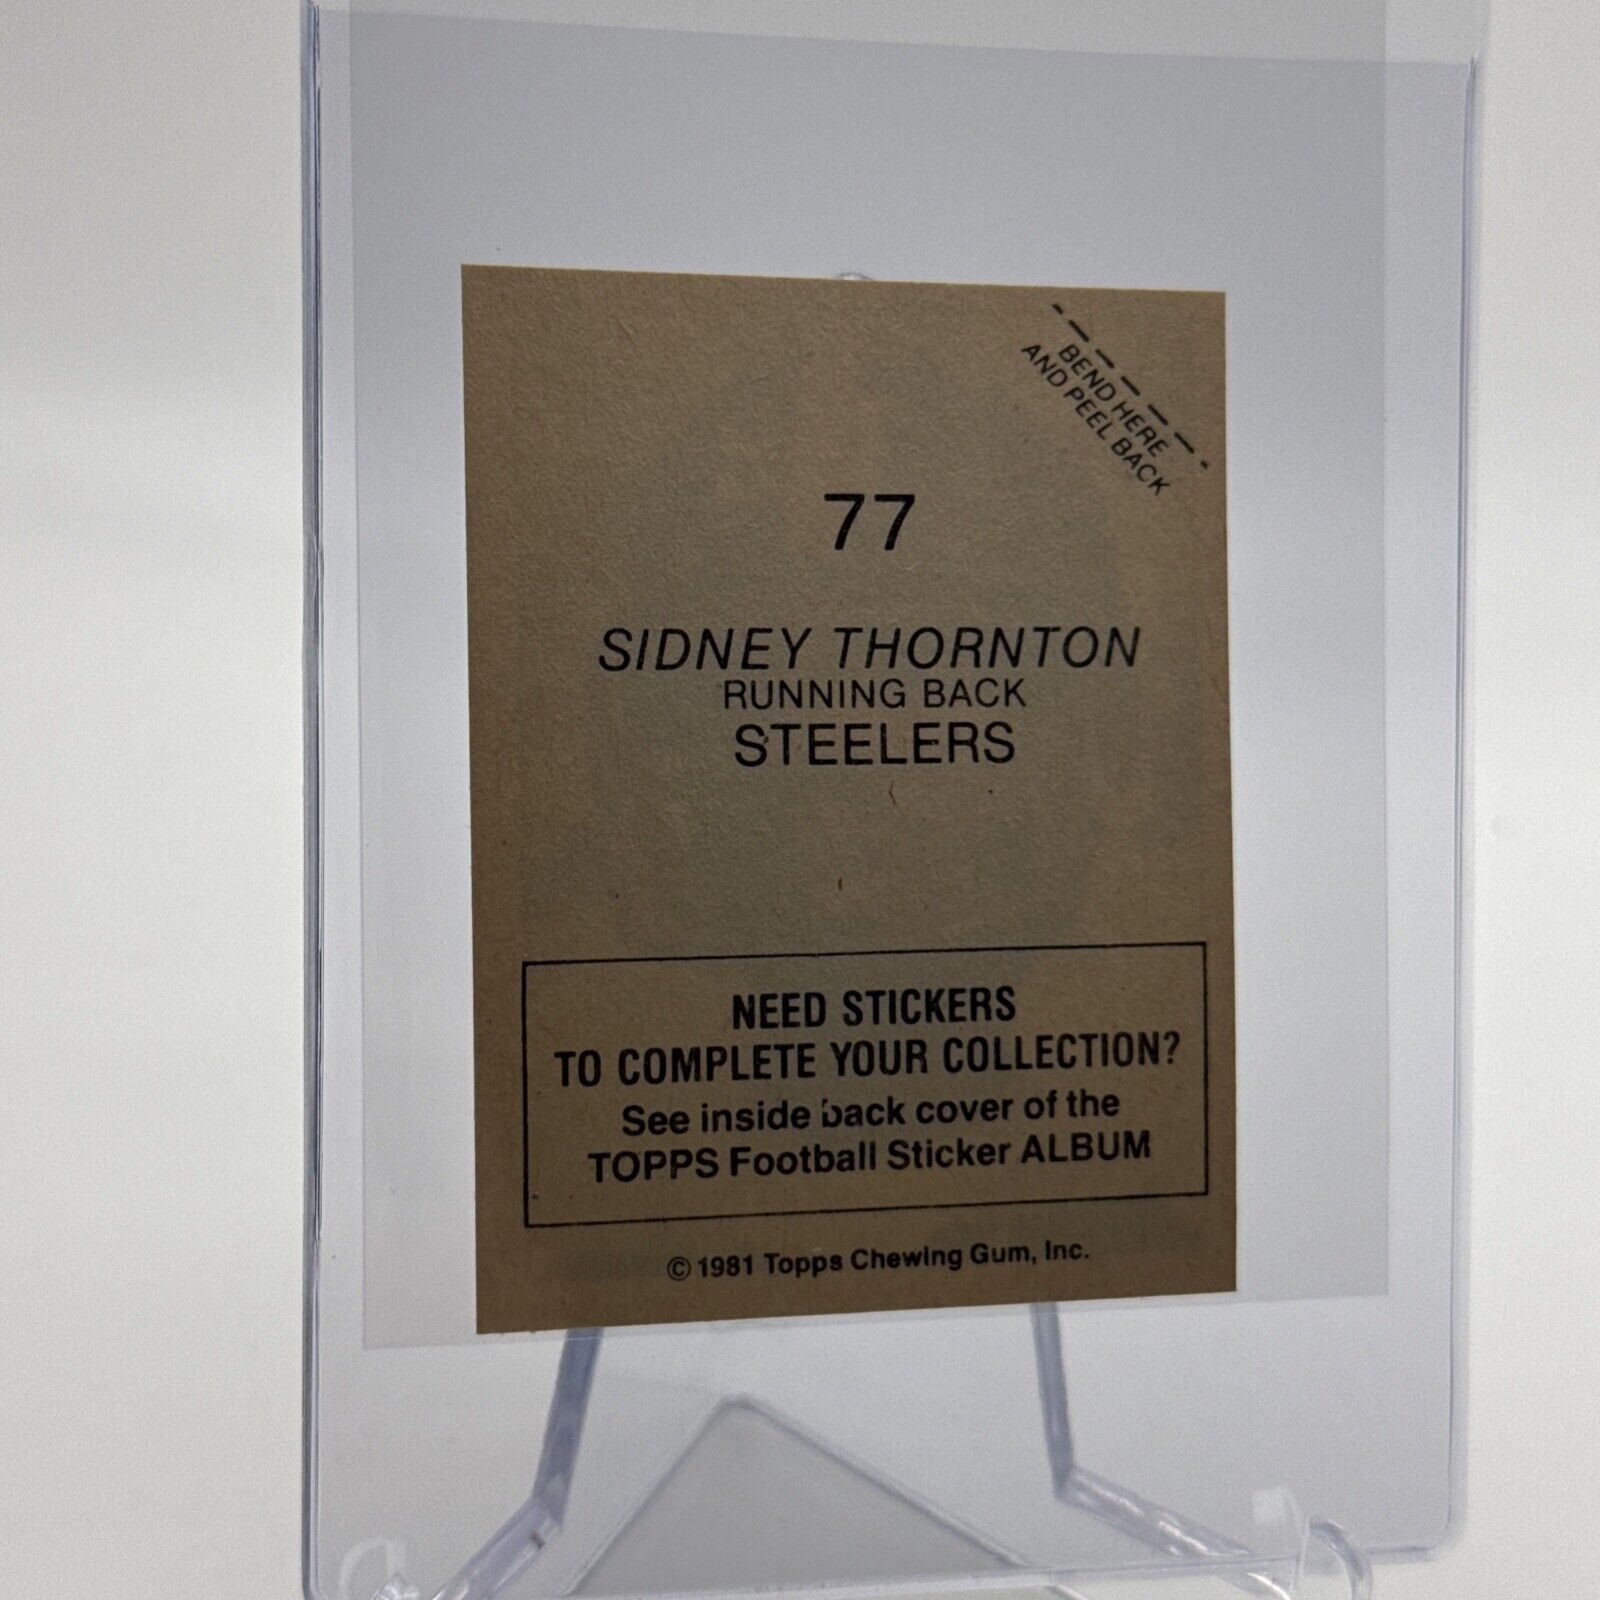 BEND HERE
AND PEEL BACK
77
SIDNEY THORNTON
RUNNING BACK
STEELERS
NEED STICKERS
TO COMPLETE YOUR COLLECTION?
See inside back cover of the
TOPPS Football Sticker ALBUM
© 1981 Topps Chewing Gum, Inc.